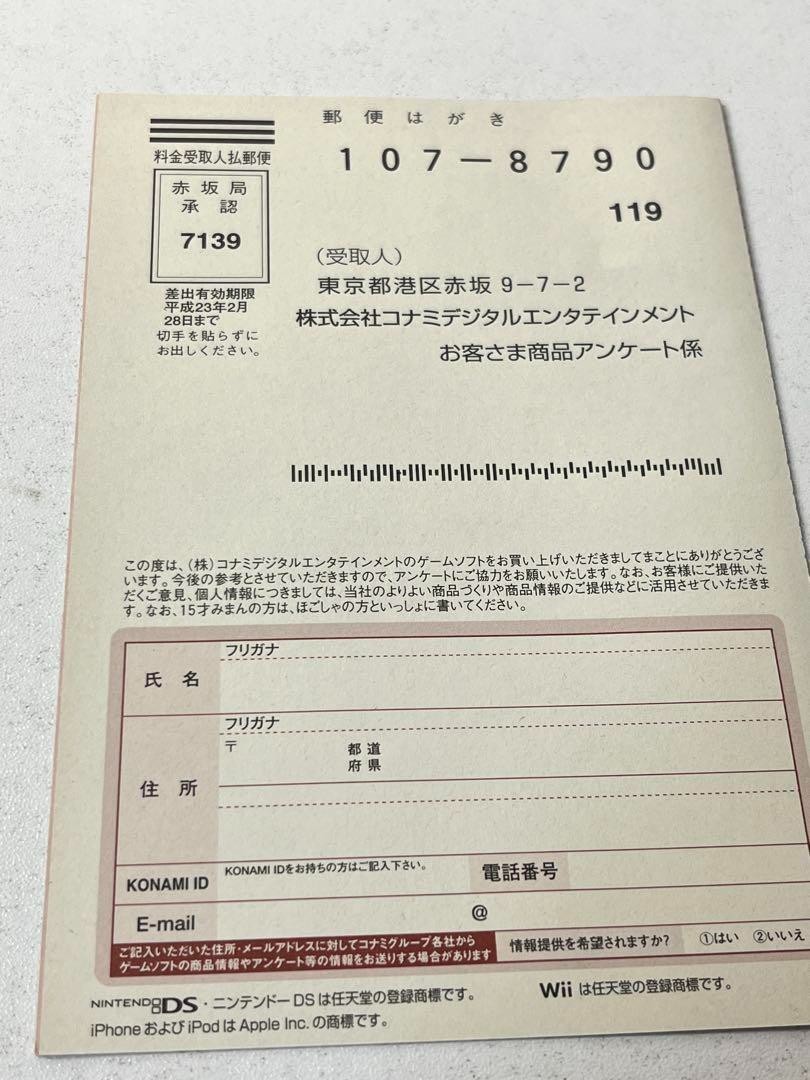 郵便はがき
107-8790
119
料金受取人払郵便
赤坂局
承認
7139
差出有効期限
平成23年2月
28日まで
切手を貼らずに
お出しください。
(受取人)
東京都港区赤坂 9-7-2
株式会社コナミデジタルエンタテインメント
お客さま商品アンケート係
この度は、(株)コナミデジタルエンタテインメントのゲームソフトをお買い上げいただきましてまことにありがとうござ
います。今後の参考とさせていただきますので、アンケートにご協力をお願いいたします。なお、お客様にご提供いた
だくご意見、個人情報につきましては、当社のよりよい商品づくりや商品情報のご提供などに活用させていただきま
す。なお、15才みまんの方は、ほごしゃの方といっしょに書いてください。
氏名
フリガナ
住所
フリガナ
〒
都道
府県
KONAMI ID
KONAMI IDをお持ちの方はご記入下さい。
電話番号
E-mail
@
ご記入いただいた住所・メールアドレスに対してコナミグループ各社から
ゲームソフトの商品情報やアンケート等の情報をお送りする場合があります
情報提供を希望されますか? ①はい ②いいえ
NINTENDO DS・ニンテンドーDSは任天堂の登録商標です。
Wii は任天堂の登録商標です。
iPhoneおよびiPodはApple Inc.の商標です。